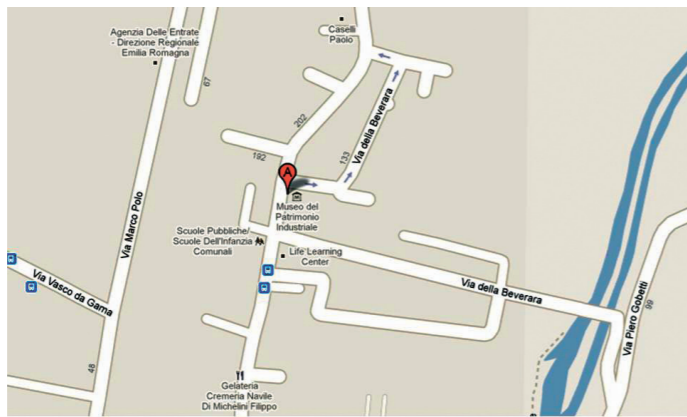 Agenzia Delle Entrate
- Direzione Regionale
Emilia Romagna
67
Caselli
Paolo
202
192
133
Via della Beverara
A
Museo del
Patrimonio
Industriale
Via Marco Polo
Scuole Pubbliche/
Scuole Dell'Infanzia
Comunali
Life Learning
Center
Via Vasco da Gama
Via della Beverara
Via Piero Gobetti
99
48
Gelateria
Cremeria Navile
Di Michelini Filippo